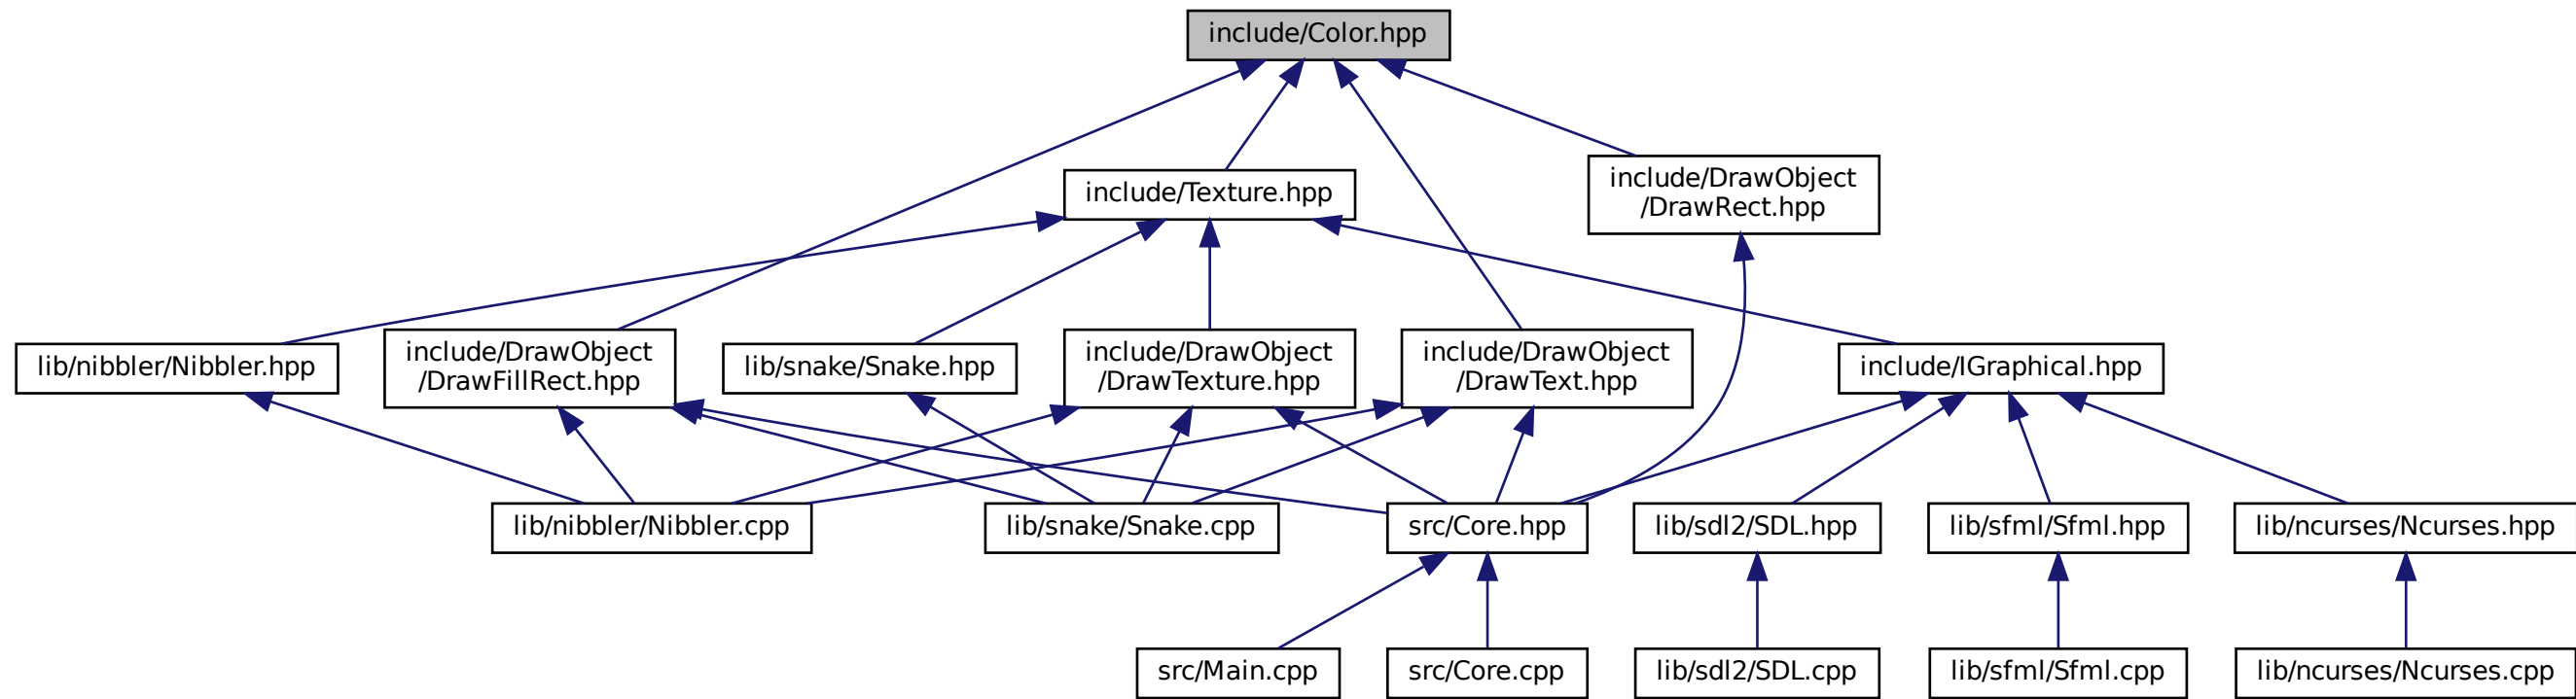 include/Color.hpp
include/Texture.hpp
include/DrawObject
/DrawRect.hpp
lib/nibbler/Nibbler.hpp
include/DrawObject
/DrawFillRect.hpp
lib/snake/Snake.hpp
include/DrawObject
/DrawTexture.hpp
include/DrawObject
/DrawText.hpp
include/IGraphical.hpp
lib/nibbler/Nibbler.cpp
lib/snake/Snake.cpp
src/Core.hpp
lib/sdl2/SDL.hpp
lib/sfml/Sfml.hpp
lib/ncurses/Ncurses.hpp
src/Main.cpp
src/Core.cpp
lib/sdl2/SDL.cpp
lib/sfml/Sfml.cpp
lib/ncurses/Ncurses.cpp